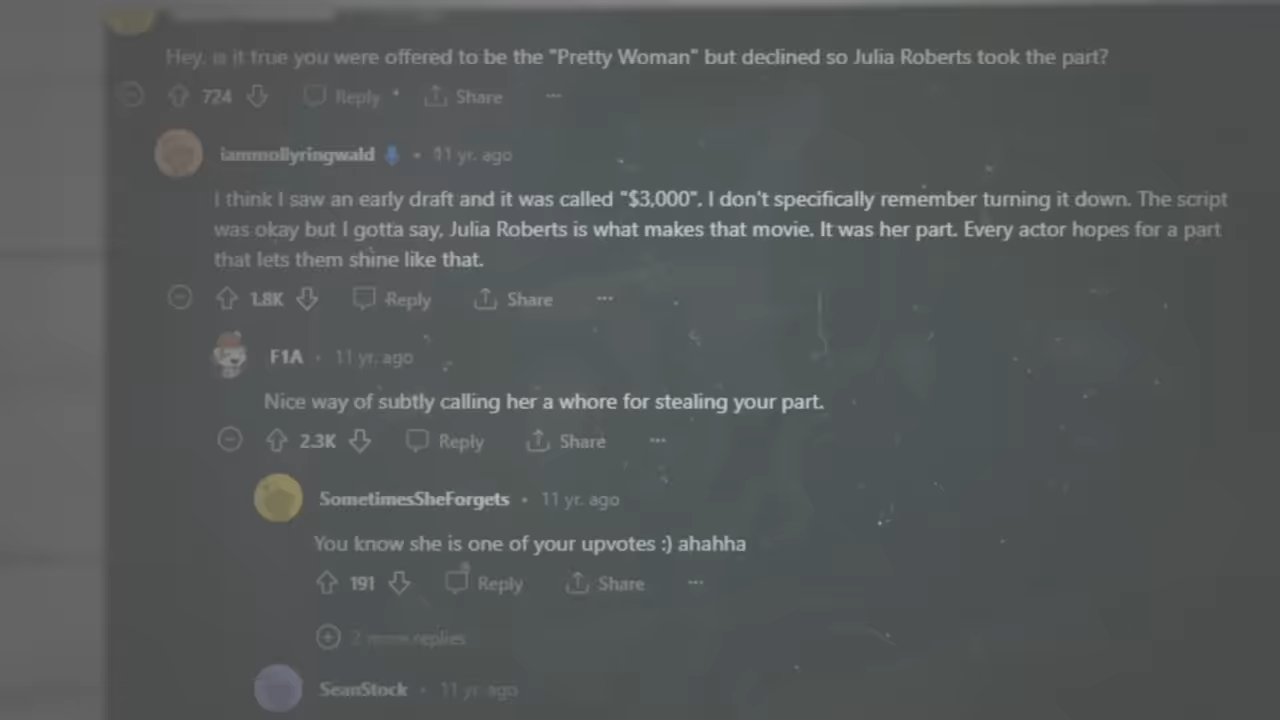 Hey, is it true you were offered to be the "Pretty Woman" but declined so Julia Roberts took the part?
724 Reply Share
iammollyringwald • 11 yr. ago
I think I saw an early draft and it was called "$3,000". I don't specifically remember turning it down. The script
was okay but I gotta say, Julia Roberts is what makes that movie. It was her part. Every actor hopes for a part
that lets them shine like that.
1.8K Reply Share
F1A • 11 yr. ago
Nice way of subtly calling her a whore for stealing your part.
2.3K Reply Share
SometimesSheForgets • 11 yr. ago
You know she is one of your upvotes :) ahahha
191 Reply Share
2 more replies
SeanStock • 11 yr. ago